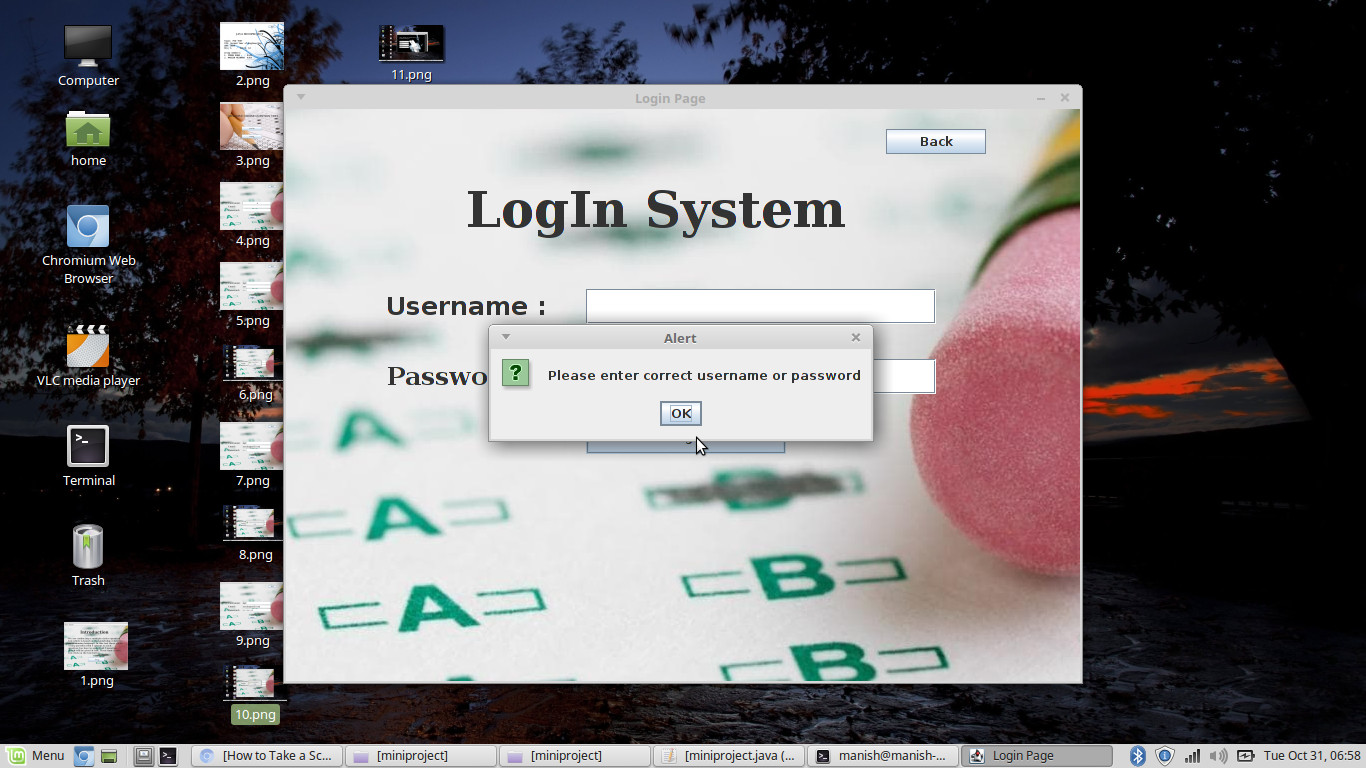 Computer
home
Chromium Web
Browser
VLC media player
Terminal
Trash
1.png
2.png
3.png
4.png
5.png
6.png
7.png
8.png
9.png
10.png
11.png
Login Page
Back
LogIn System
Username :
Passwo
Alert
? Please enter correct username or password
OK
A
A
B
B
B
Introduction
Menu
[How to Take a Sc...
[miniproject]
[miniproject]
[miniproject.java (...
manish@manish-...
Login Page
Tue Oct 31, 06:58